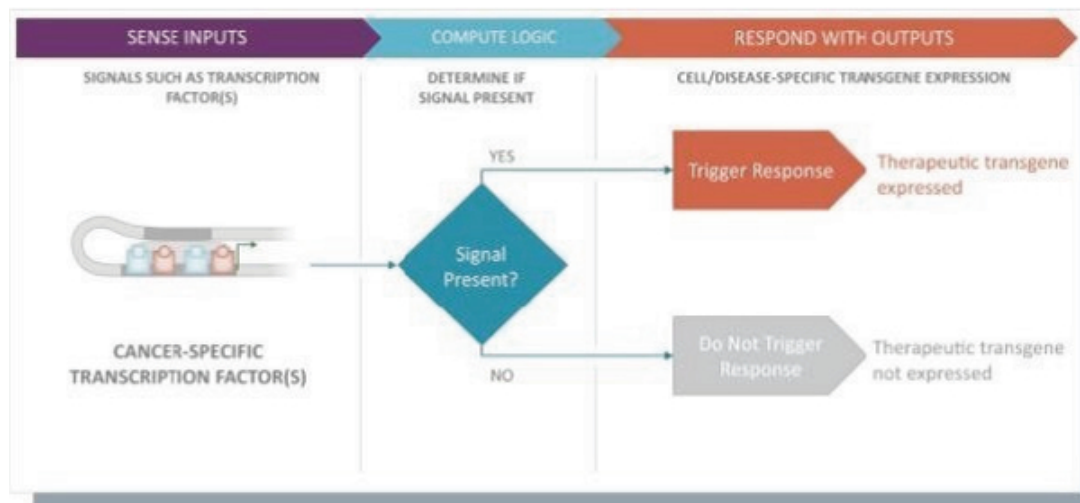 SENSE INPUTS
COMPUTE LOGIC
RESPOND WITH OUTPUTS
SIGNALS SUCH AS TRANSCRIPTION
FACTOR(S)
DETERMINE IF
SIGNAL PRESENT
CELL/DISEASE-SPECIFIC TRANSGENE EXPRESSION
YES
Trigger Response
Therapeutic transgene
expressed
Signal
Present?
CANCER-SPECIFIC
TRANSCRIPTION FACTOR(S)
NO
Do Not Trigger
Response
Therapeutic transgene
not expressed